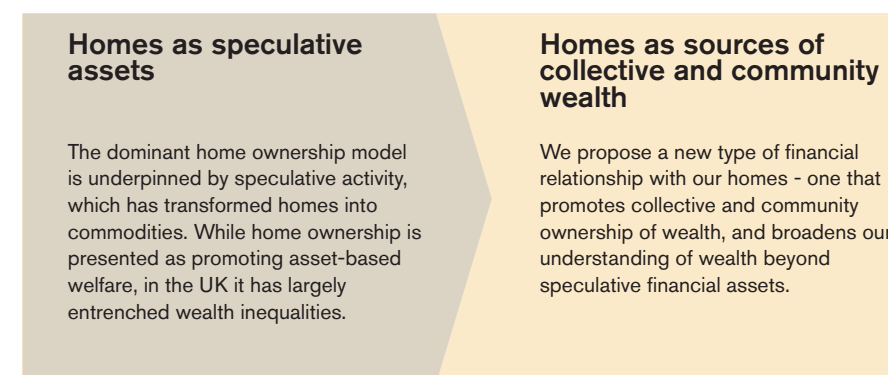 Homes as speculative
assets
The dominant home ownership model
is underpinned by speculative activity,
which has transformed homes into
commodities. While home ownership is
presented as promoting asset-based
welfare, in the UK it has largely
entrenched wealth inequalities.
Homes as sources of
collective and community
wealth
We propose a new type of financial
relationship with our homes - one that
promotes collective and community
ownership of wealth, and broadens our
understanding of wealth beyond
speculative financial assets.